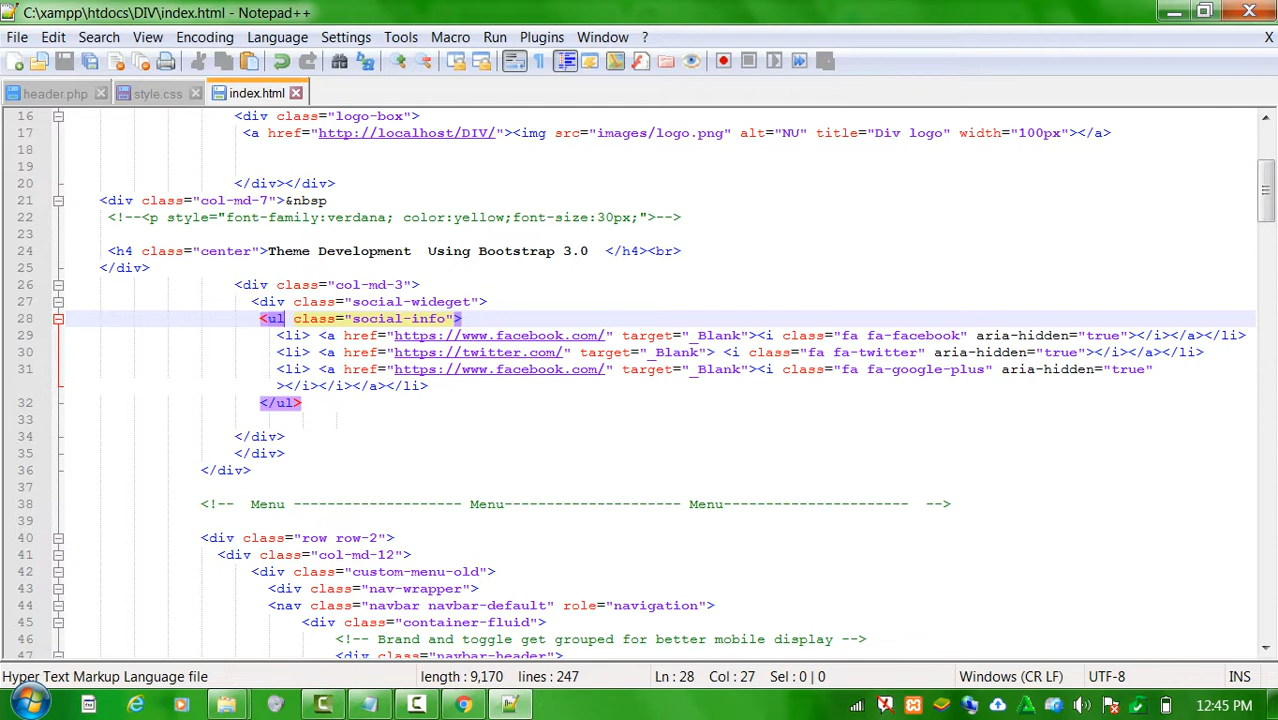 C:\xampp\htdocs\DIV\index.html - Notepad++
File Edit Search View Encoding Language Settings Tools Macro Run Plugins Window ? X
header.php style.css index.html
16 <div class="logo-box">
17 <a href="http://localhost/DIV/"><img src="images/logo.png" alt="NU" title="Div logo" width="100px"></a>
18
19
20 </div></div>
21 <div class="col-md-7">&nbsp
22 <!--<p style="font-family:verdana; color:yellow;font-size:30px;">-->
23
24 <h4 class="center">Theme Development  Using Bootstrap 3.0  </h4><br>
25 </div>
26 <div class="col-md-3">
27 <div class="social-wideget">
28 <ul class="social-info">
29 <li> <a href="https://www.facebook.com/" target="_Blank"><i class="fa fa-facebook" aria-hidden="true"></i></a></li>
30 <li> <a href="https://twitter.com/" target="_Blank"> <i class="fa fa-twitter" aria-hidden="true"></i></a></li>
31 <li> <a href="https://www.facebook.com/" target="_Blank"><i class="fa fa-google-plus" aria-hidden="true"
></i></i></a></li>
32 </ul>
33
34 </div>
35 </div>
36 </div>
37
38 <!--  Menu -------------------- Menu--------------------- Menu----------------------  -->
39
40 <div class="row row-2">
41 <div class="col-md-12">
42 <div class="custom-menu-old">
43 <div class="nav-wrapper">
44 <nav class="navbar navbar-default" role="navigation">
45 <div class="container-fluid">
46 <!-- Brand and toggle get grouped for better mobile display -->
47 <div class="navbar-header">
Hyper Text Markup Language file length : 9,170 lines : 247 Ln : 28 Col : 27 Sel : 0 | 0 Windows (CR LF) UTF-8 INS
12:45 PM